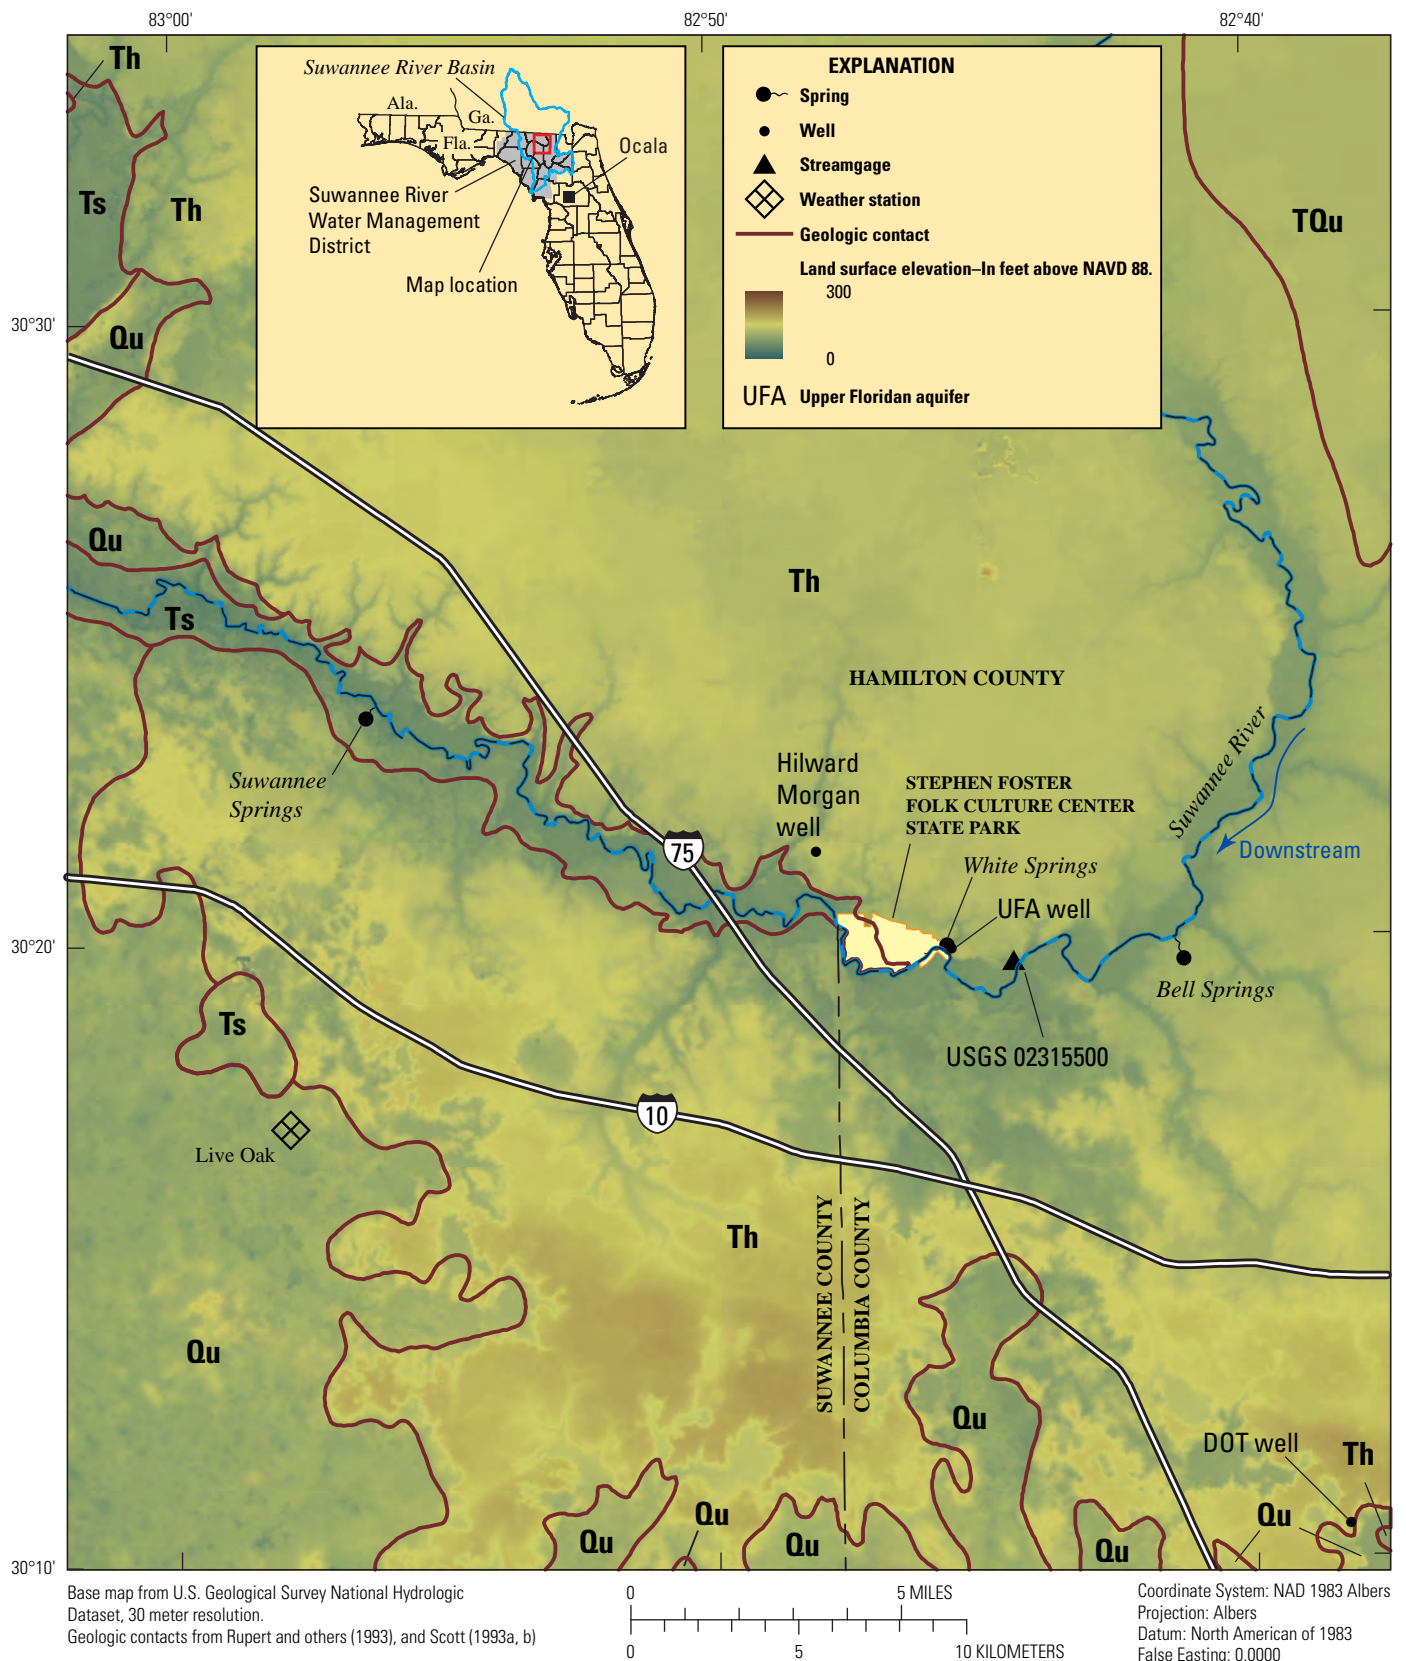 83°00'
82°50'
82°40'
30°30'
30°20'
30°10'
Suwannee River Basin
Ala.
Ga.
Fla.
Ocala
Suwannee River
Water Management
District
Map location
EXPLANATION
Spring
Well
Streamgage
Weather station
Geologic contact
Land surface elevation–In feet above NAVD 88.
300
0
UFA Upper Floridan aquifer
Th
Ts
Th
TQu
Qu
Qu
Ts
Th
HAMILTON COUNTY
Suwannee River
Downstream
Suwannee
Springs
Hilward
Morgan
well
STEPHEN FOSTER
FOLK CULTURE CENTER
STATE PARK
White Springs
UFA well
75
Bell Springs
USGS 02315500
Ts
10
Live Oak
Th
SUWANNEE COUNTY
COLUMBIA COUNTY
Qu
Qu
DOT well
Th
Qu
Qu
Qu
Qu
Qu
Base map from U.S. Geological Survey National Hydrologic
Dataset, 30 meter resolution.
Geologic contacts from Rupert and others (1993), and Scott (1993a, b)
0
5 MILES
0
5
10 KILOMETERS
Coordinate System: NAD 1983 Albers
Projection: Albers
Datum: North American of 1983
False Easting: 0.0000